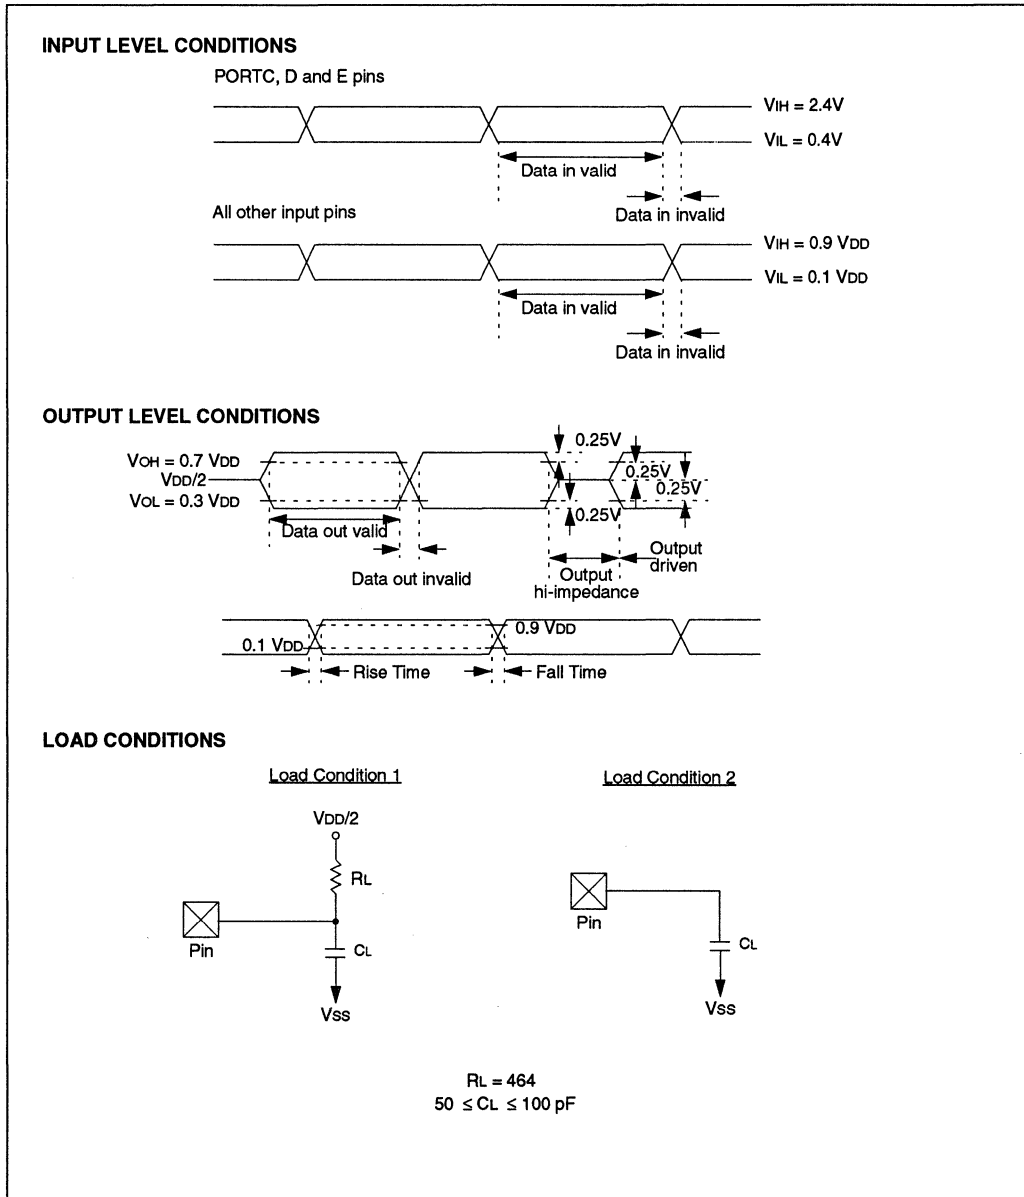 INPUT LEVEL CONDITIONS
PORTC, D and E pins
VIH = 2.4V
VIL = 0.4V
Data in valid
Data in invalid
All other input pins
VIH = 0.9 VDD
VIL = 0.1 VDD
Data in valid
Data in invalid
OUTPUT LEVEL CONDITIONS
0.25V
VOH = 0.7 VDD
0.25V
VDD/2
0.25V
VOL = 0.3 VDD
0.25V
Data out valid
Data out invalid
Output driven
Output hi-impedance
0.9 VDD
0.1 VDD
Rise Time
Fall Time
LOAD CONDITIONS
Load Condition 1
Load Condition 2
VDD/2
RL
Pin
CL
VSS
Pin
CL
VSS
RL = 464
50 ≤ CL ≤ 100 pF